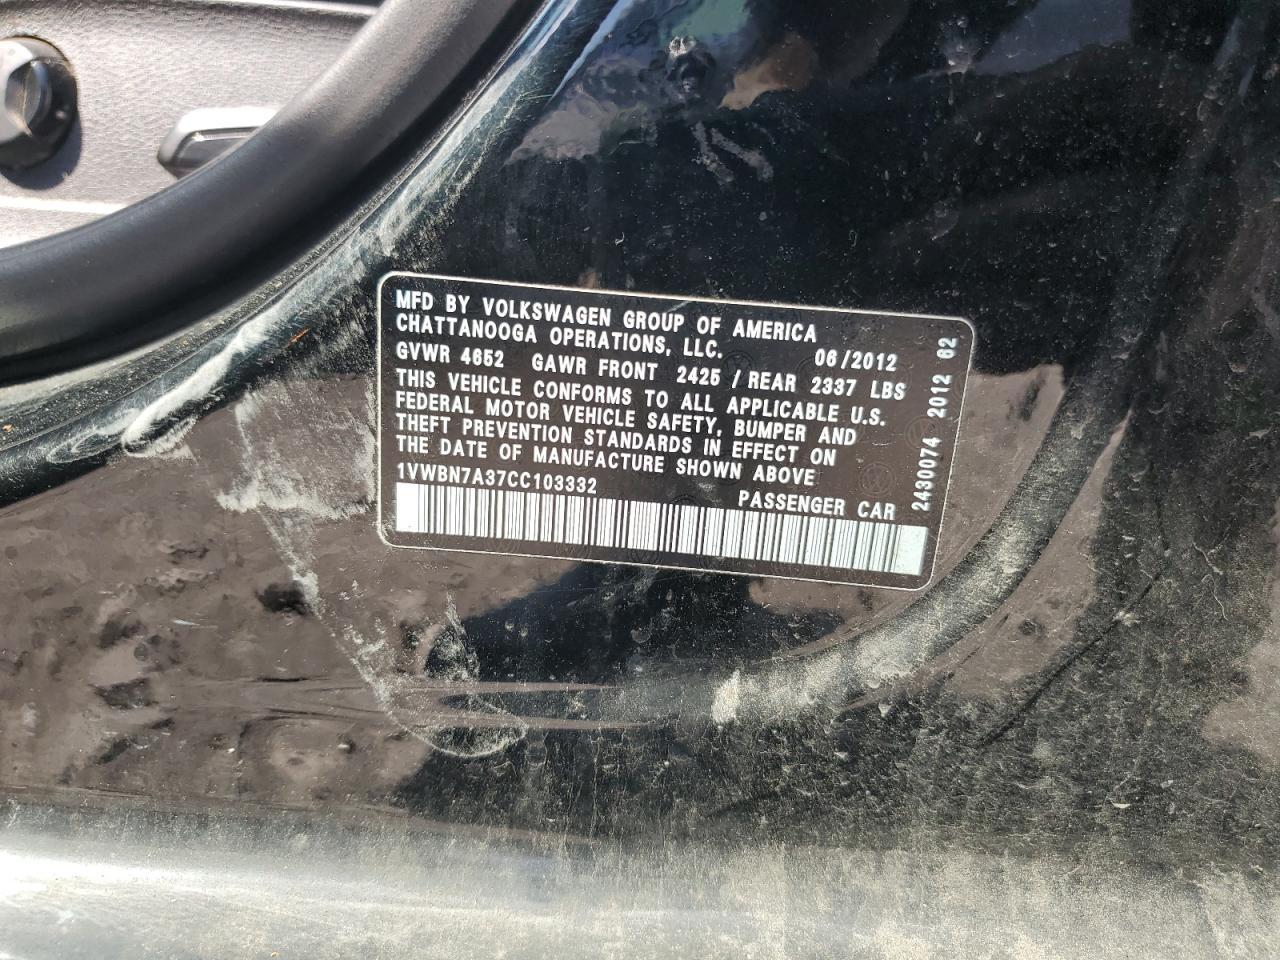 MFD BY VOLKSWAGEN GROUP OF AMERICA
CHATTANOOGA OPERATIONS, LLC. 06/2012
GVWR 4652 GAWR FRONT 2425 / REAR 2337 LBS
THIS VEHICLE CONFORMS TO ALL APPLICABLE U.S.
FEDERAL MOTOR VEHICLE SAFETY, BUMPER AND
THEFT PREVENTION STANDARDS IN EFFECT ON
THE DATE OF MANUFACTURE SHOWN ABOVE
1VWBN7A37CC103332
PASSENGER CAR
2430074 2012 62